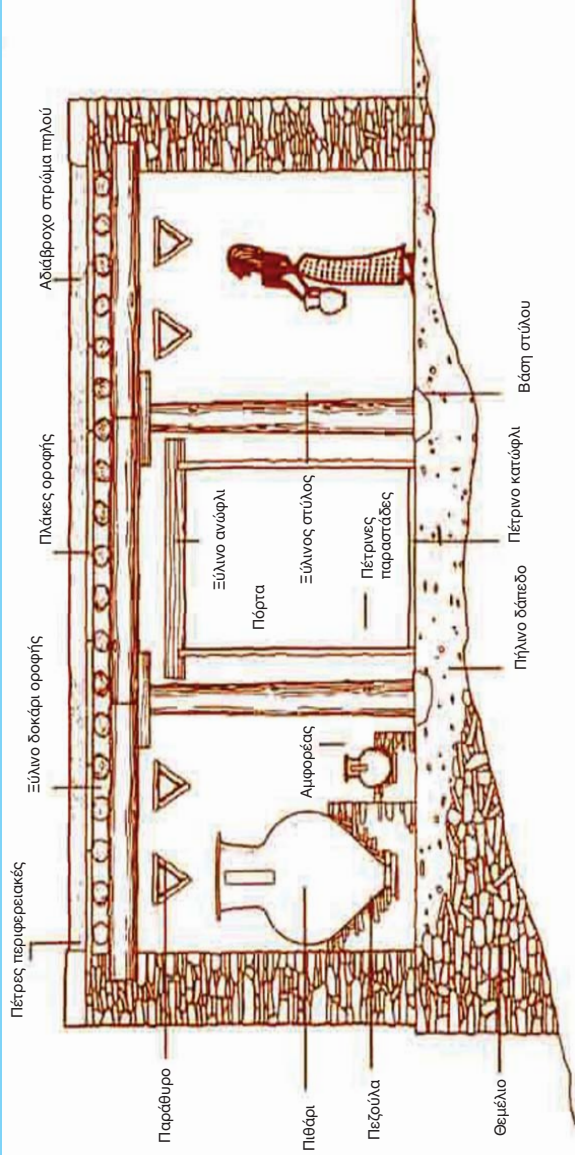 Πέτρες περιφερειακές
Ξύλινο δοκάρι οροφής
Πλάκες οροφής
Αδιάβροχο στρώμα πηλού
Παράθυρο
Πιθάρι
Πεζούλα
Θεμέλιο
Αμφορέας
Ξύλινο ανώφλι
Πόρτα
Ξύλινος στύλος
Πέτρινες
παραστάδες
Πήλινο δάπεδο
Πέτρινο κατώφλι
Βάση στύλου